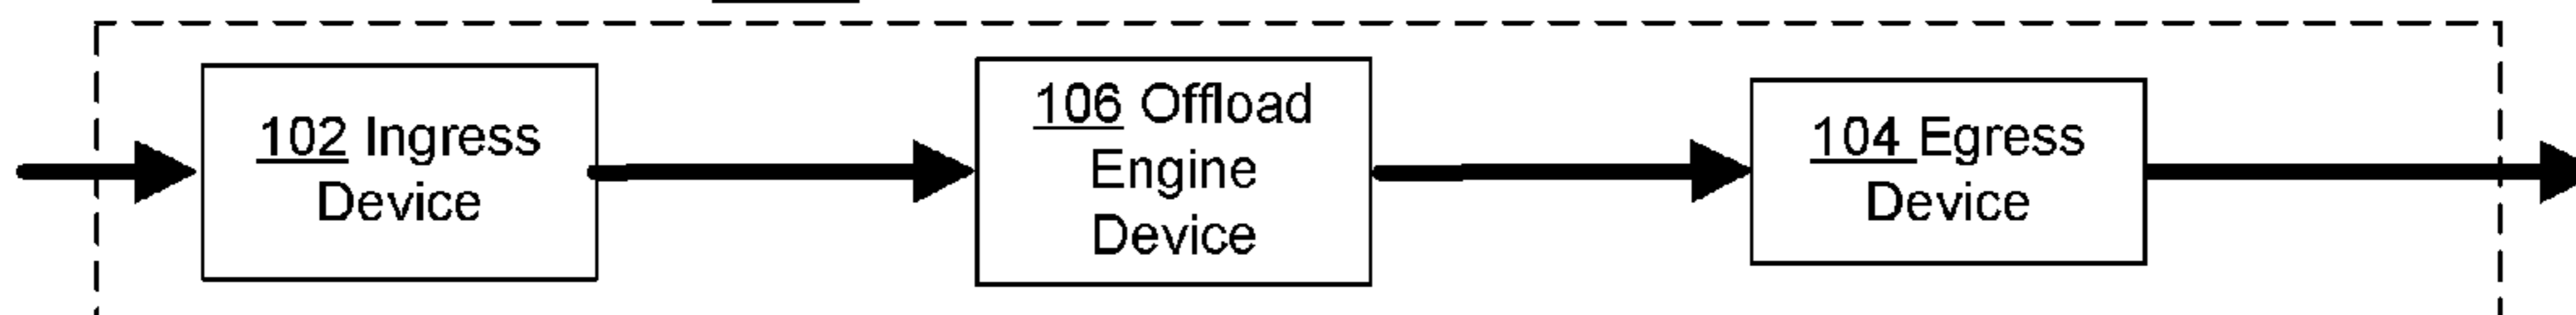 102 Ingress
Device
106 Offload
Engine
Device
104 Egress
Device